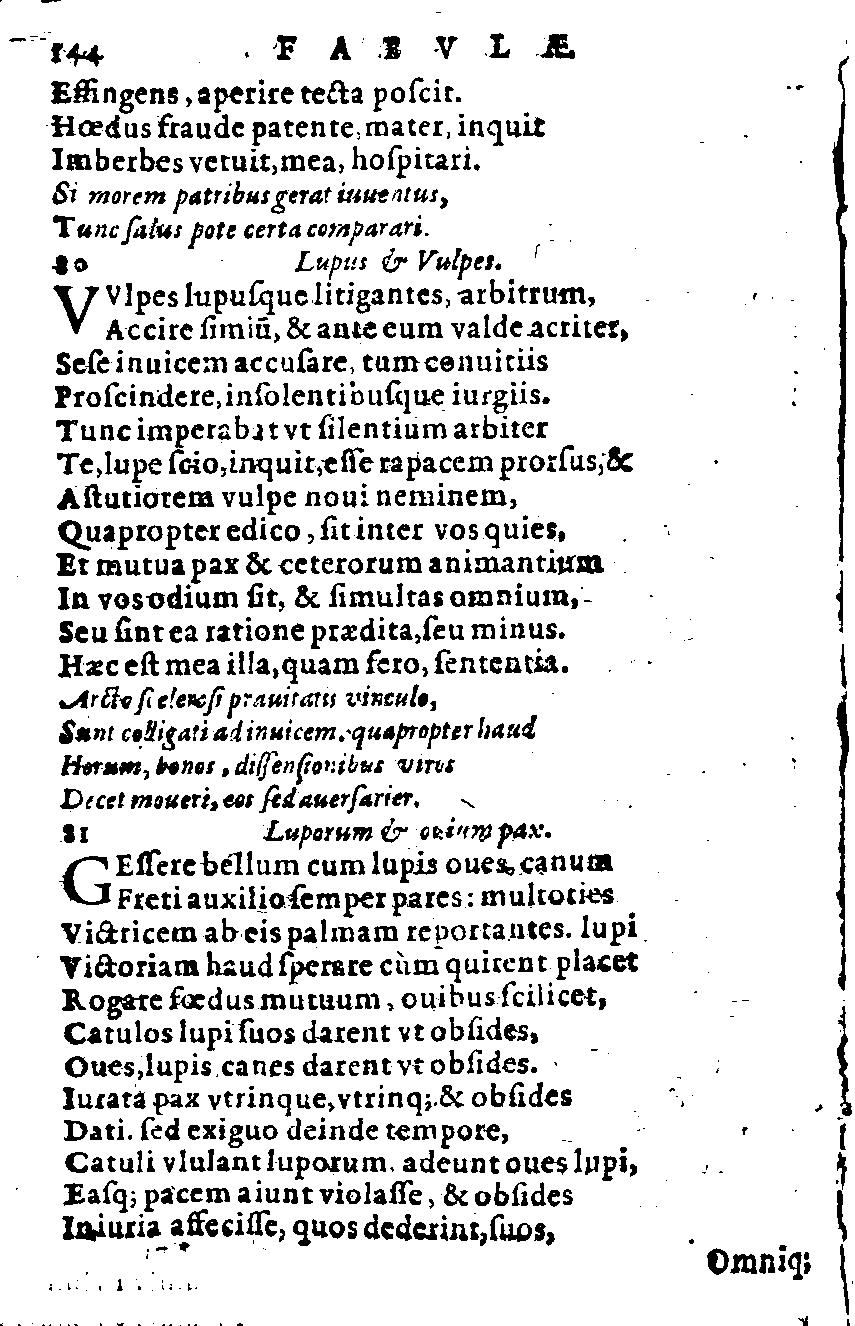 144 FABVLÆ
Effingens, aperire tecta poſcit.
Hœdus fraude patente, mater, inquit
Imberbes vetuit, mea, hoſpitari.
Si morem patribus gerat iuuentus,
Tunc ſalus pote certa comparari.
80 Lupus & Vulpes.
VVlpes lupuſque litigantes, arbitrum,
Accire ſimiũ, & ante eum valde acriter,
Seſe inuicem accuſare, tum conuitiis
Proſcindere, inſolentibuſque iurgiis.
Tunc imperabat vt ſilentium arbiter
Te, lupe ſcio, inquit, eſſe rapacem prorſus, &
Aſtutiorem vulpe noui neminem,
Quapropter edico, ſit inter vos quies,
Et mutua pax & ceterorum animantium
In vos odium ſit, & ſimultas omnium,
Seu ſint ea ratione prædita, ſeu minus.
Hæc eſt mea illa, quam fero, ſententia.
Arcto ſceleroſi prauitatis vinculo,
Sunt colligati ad inuicem. quapropter haud
Horum, bonos, diſſenſionibus viros
Decet moueri, eos ſed auerſarier.
81 Luporum & ouium pax.
GEſſere bellum cum lupis oues, canum
Freti auxilio ſemper pares: multoties
Victricem ab eis palmam reportantes. lupi
Victoriam haud ſperare cùm quirent placet
Rogare fœdus mutuum, ouibus ſcilicet,
Catulos lupi ſuos darent vt obſides,
Oues, lupis canes darent vt obſides.
Iurata pax vtrinque, vtrinq; & obſides
Dati. ſed exiguo deinde tempore,
Catuli vlulant luporum. adeunt oues lupi,
Eaſq; pacem aiunt violaſſe, & obſides
Iniuria affeciſſe, quos dederint, ſuos,
Omniq;